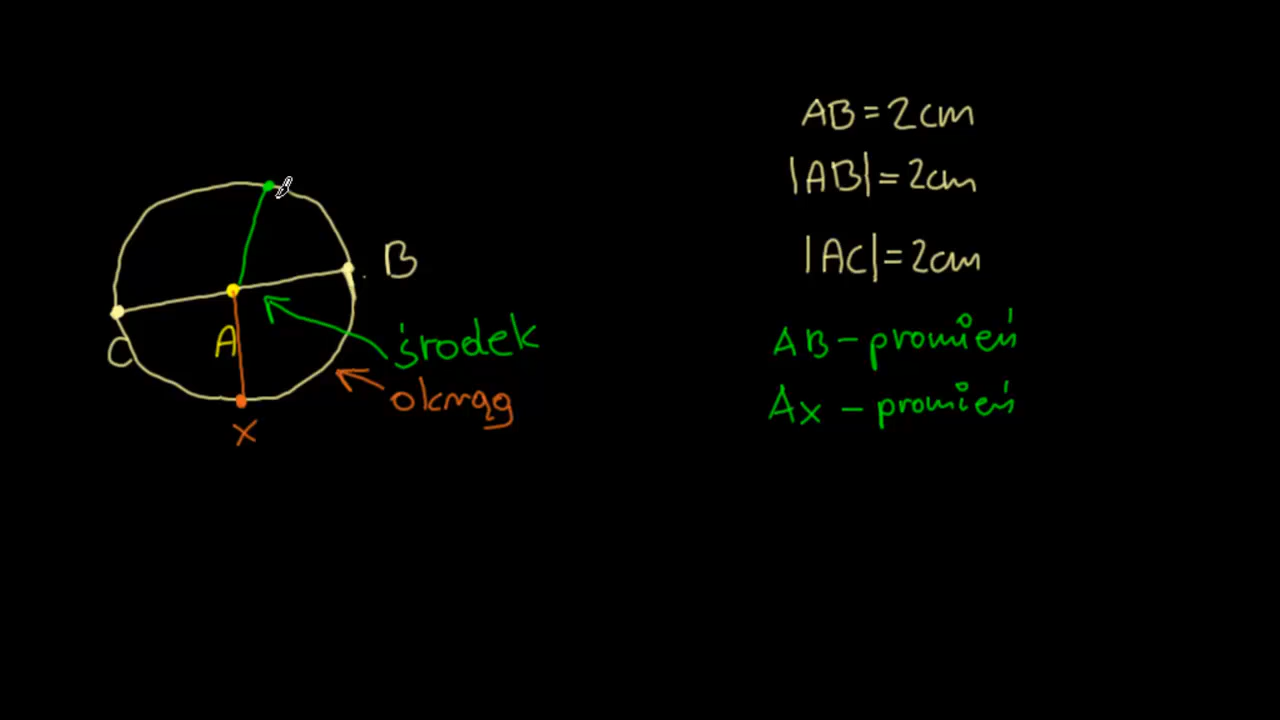 AB = 2cm
|AB| = 2cm
|AC| = 2cm
AB – promień
Ax – promień
B
A
C
środek
okrąg
x